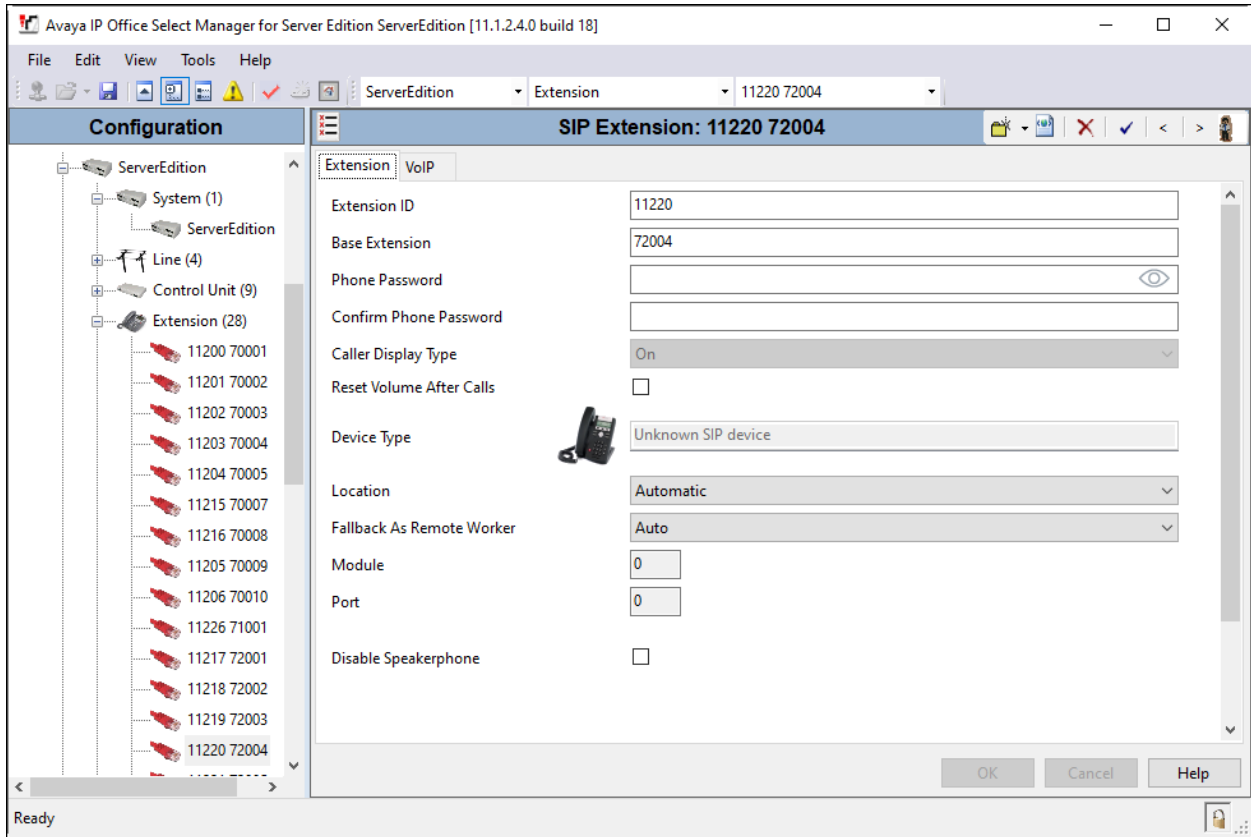 Avaya IP Office Select Manager for Server Edition ServerEdition [11.1.2.4.0 build 18]
File Edit View Tools Help
ServerEdition Extension 11220 72004
Configuration
ServerEdition
System (1)
ServerEdition
Line (4)
Control Unit (9)
Extension (28)
11200 70001
11201 70002
11202 70003
11203 70004
11204 70005
11215 70007
11216 70008
11205 70009
11206 70010
11226 71001
11217 72001
11218 72002
11219 72003
11220 72004
SIP Extension: 11220 72004
Extension VoIP
Extension ID 11220
Base Extension 72004
Phone Password
Confirm Phone Password
Caller Display Type On
Reset Volume After Calls
Device Type Unknown SIP device
Location Automatic
Fallback As Remote Worker Auto
Module 0
Port 0
Disable Speakerphone
OK Cancel Help
Ready